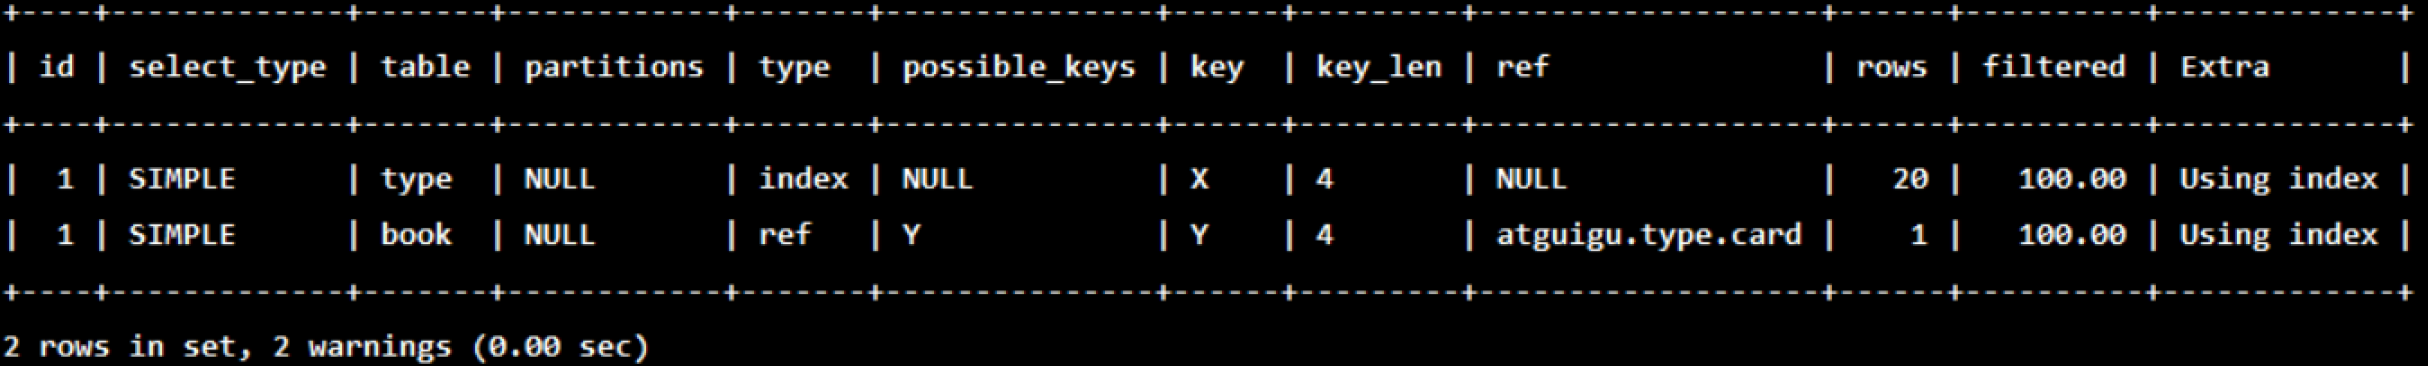 +----+-------------+-------+------------+-------+---------------+------+---------+-------------------+------+----------+-------------+
| id | select_type | table | partitions | type  | possible_keys | key  | key_len | ref               | rows | filtered | Extra       |
+----+-------------+-------+------------+-------+---------------+------+---------+-------------------+------+----------+-------------+
|  1 | SIMPLE      | type  | NULL       | index | NULL          | X    | 4       | NULL              |   20 |   100.00 | Using index |
|  1 | SIMPLE      | book  | NULL       | ref   | Y             | Y    | 4       | atguigu.type.card |    1 |   100.00 | Using index |
+----+-------------+-------+------------+-------+---------------+------+---------+-------------------+------+----------+-------------+
2 rows in set, 2 warnings (0.00 sec)